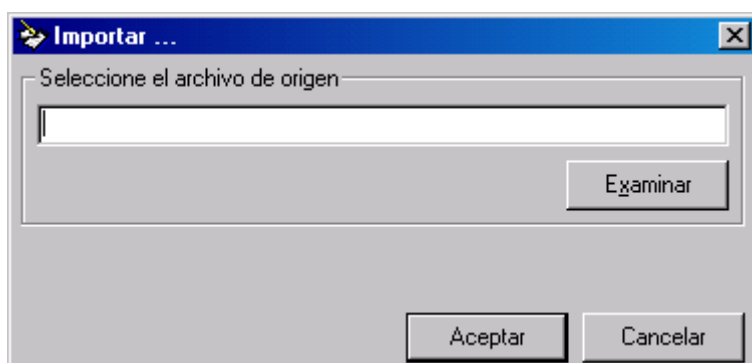 Importar ...
Seleccione el archivo de origen
Examinar
Aceptar Cancelar